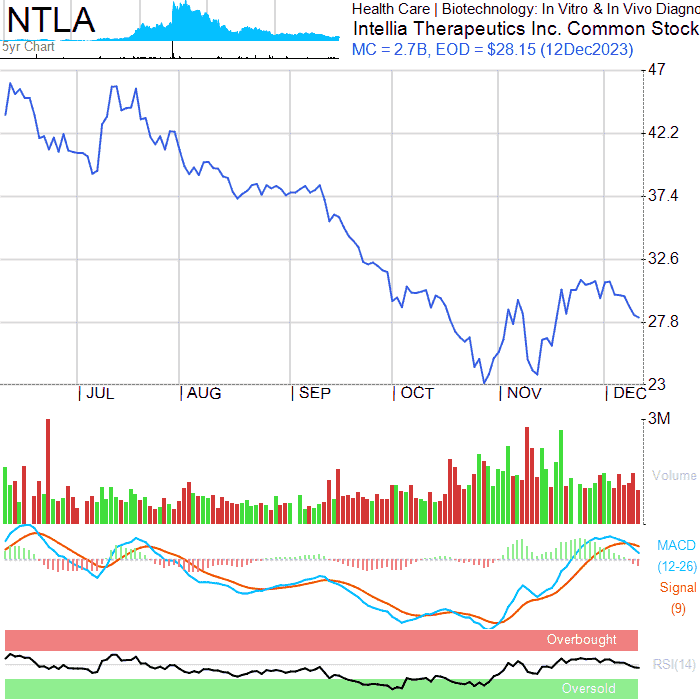 NTLA
5yr Chart
Health Care | Biotechnology: In Vitro & In Vivo Diagno
Intellia Therapeutics Inc. Common Stock
MC = 2.7B, EOD = $28.15 (12Dec2023)
47
42.2
37.4
32.6
27.8
23
JUL
AUG
SEP
OCT
NOV
DEC
3M
Volume
MACD
(12-26)
Signal
(9)
Overbought
RSI(14)
Oversold